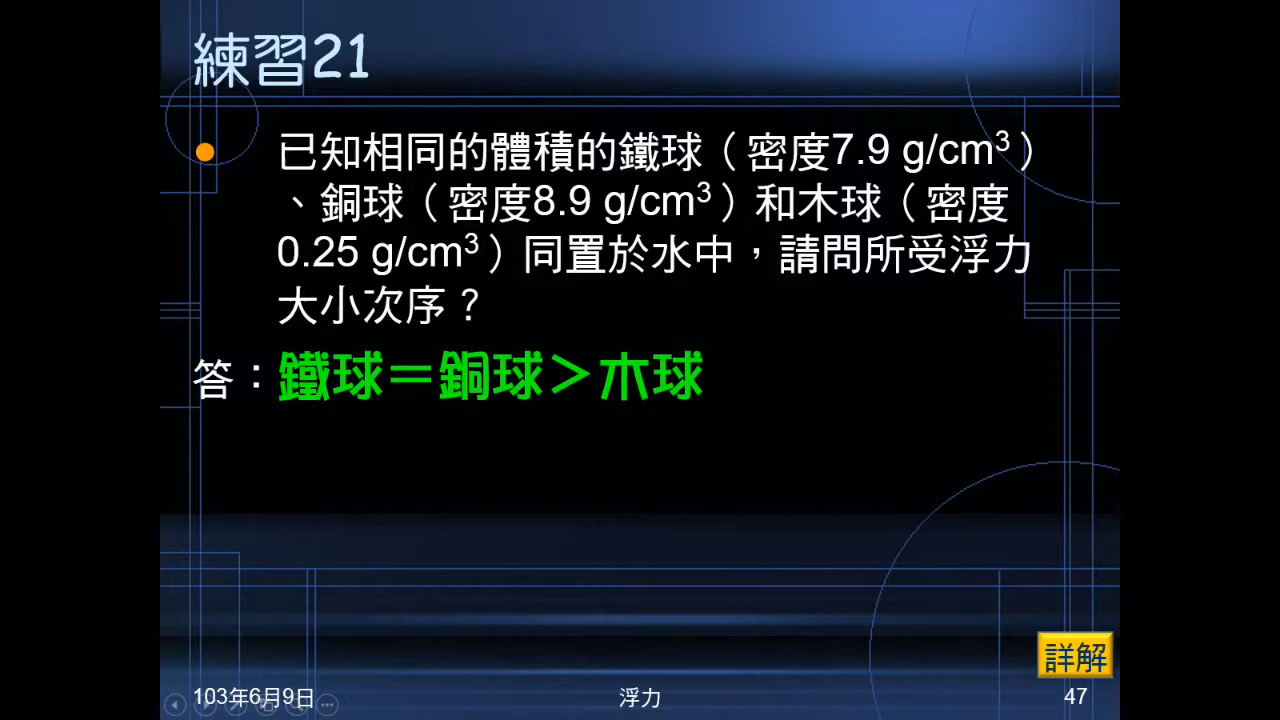 練習21
已知相同的體積的鐵球（密度7.9 g/cm³）
、銅球（密度8.9 g/cm³）和木球（密度
0.25 g/cm³）同置於水中，請問所受浮力
大小次序？
答：鐵球＝銅球＞木球
詳解
103年6月9日
浮力
47